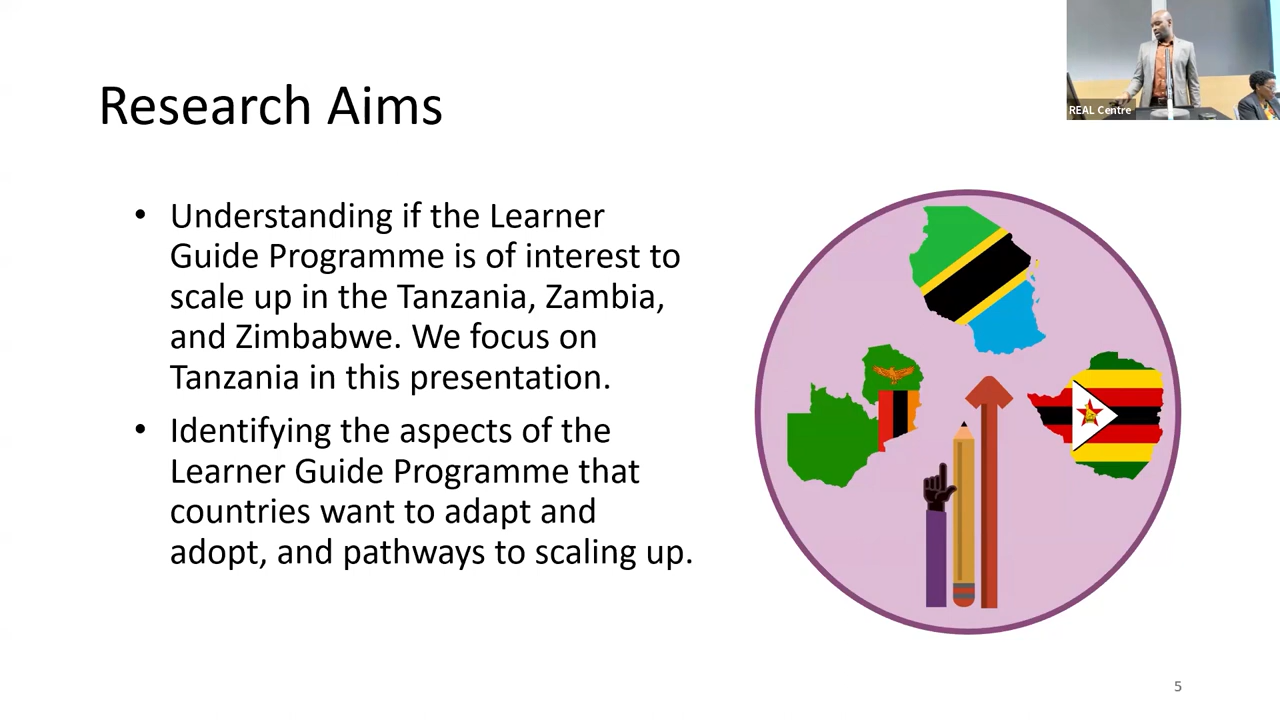 REAL Centre
Research Aims
• Understanding if the Learner
Guide Programme is of interest to
scale up in the Tanzania, Zambia,
and Zimbabwe. We focus on
Tanzania in this presentation.
• Identifying the aspects of the
Learner Guide Programme that
countries want to adapt and
adopt, and pathways to scaling up.
5